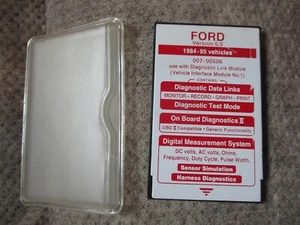 FORD
Version 6.0
1984-95 vehicles
007-00506
use with Diagnostic Link Module
(Vehicle Interface Module No.1)
CONTAINS
Diagnostic Data Links
MONITOR - RECORD - GRAPH - PRINT
Diagnostic Test Mode
On Board Diagnostics II
OBD II Compatible • Generic Functionality
Digital Measurement System
DC volts, AC volts, Ohms,
Frequency, Duty Cycle, Pulse Width,
Sensor Simulation
Harness Diagnostics